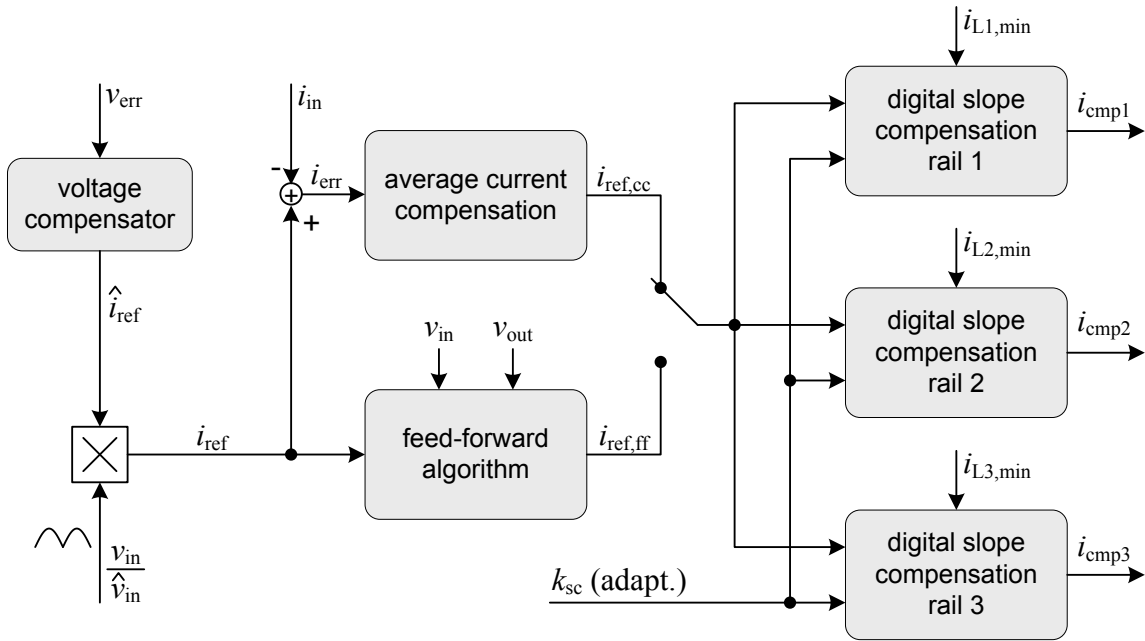 v_err
voltage
compensator
î_ref
i_ref
v_in
v̂_in
i_in
-
+
+
i_err
average current
compensation
i_ref,cc
v_in
v_out
feed-forward
algorithm
i_ref,ff
k_sc (adapt.)
i_L1,min
digital slope
compensation
rail 1
i_cmp1
i_L2,min
digital slope
compensation
rail 2
i_cmp2
i_L3,min
digital slope
compensation
rail 3
i_cmp3